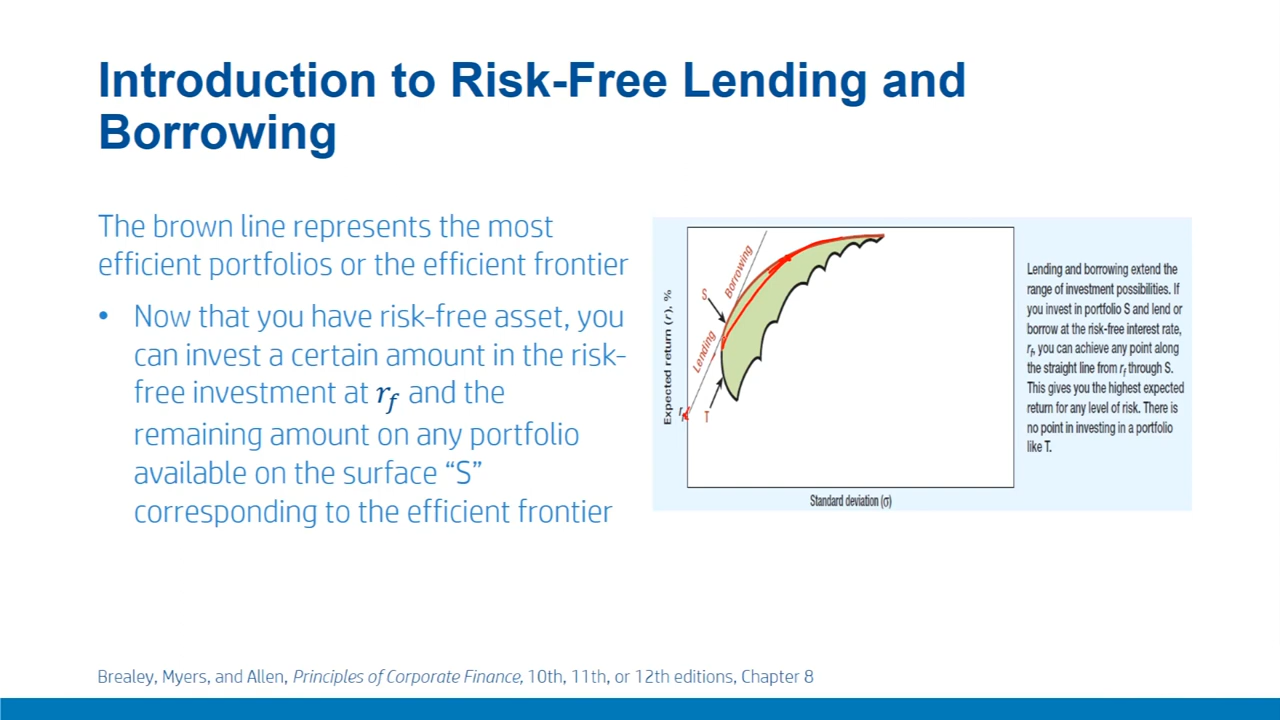 Introduction to Risk-Free Lending and
Borrowing
The brown line represents the most
efficient portfolios or the efficient frontier
• Now that you have risk-free asset, you
can invest a certain amount in the risk-
free investment at r_f and the
remaining amount on any portfolio
available on the surface “S”
corresponding to the efficient frontier
Expected return (r), %
Lending
Borrowing
S
T
r
Standard deviation (σ)
Lending and borrowing extend the
range of investment possibilities. If
you invest in portfolio S and lend or
borrow at the risk-free interest rate,
r_f, you can achieve any point along
the straight line from r_f through S.
This gives you the highest expected
return for any level of risk. There is
no point in investing in a portfolio
like T.
Brealey, Myers, and Allen, Principles of Corporate Finance, 10th, 11th, or 12th editions, Chapter 8